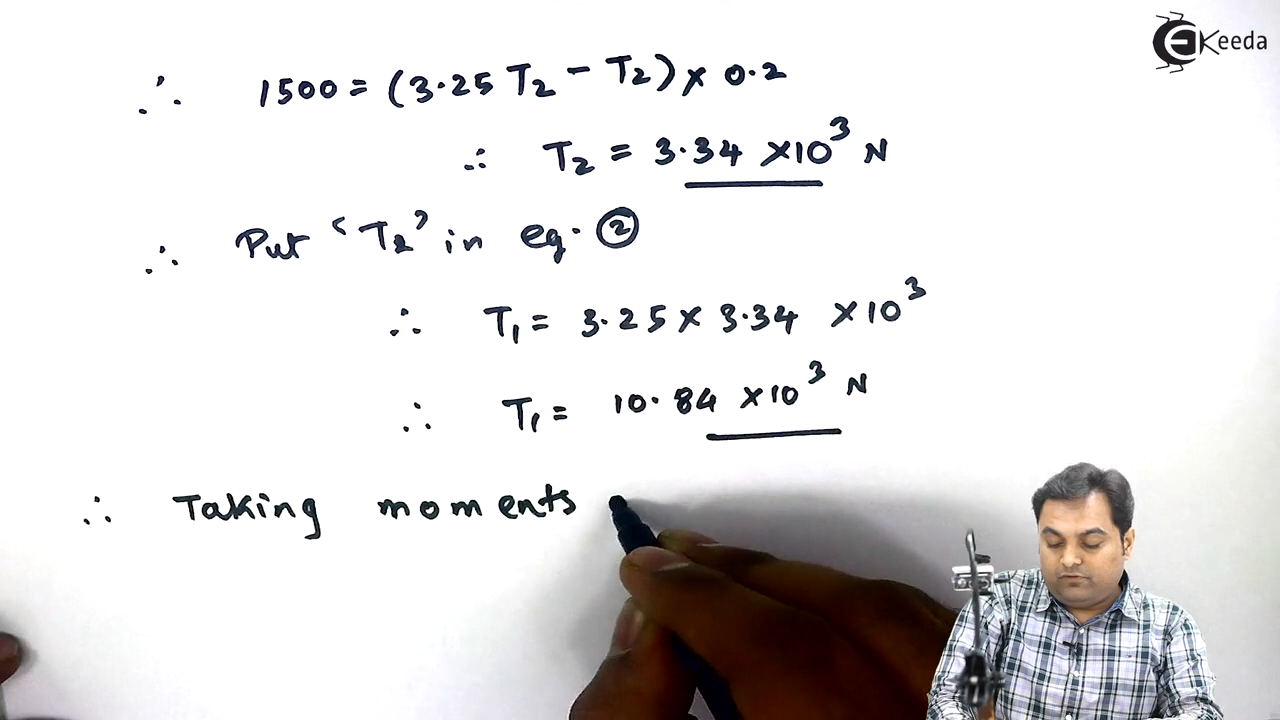 EKeeda
∴ 1500 = (3.25 T₂ - T₂) × 0.2
∴ T₂ = 3.34 × 10³ N
∴ Put ‘T₂’ in eq. ②
∴ T₁ = 3.25 × 3.34 × 10³
∴ T₁ = 10.84 × 10³ N
∴ Taking moments